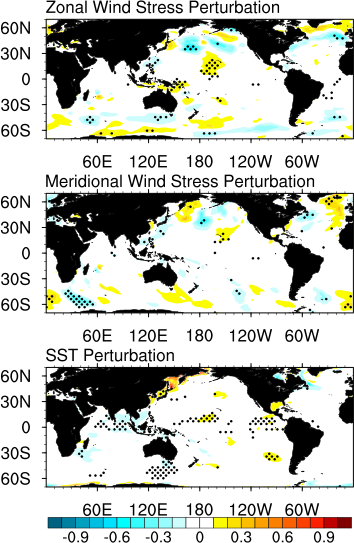 Zonal Wind Stress Perturbation
60N
30N
0
30S
60S
60E 120E 180 120W 60W
Meridional Wind Stress Perturbation
60N
30N
0
30S
60S
60E 120E 180 120W 60W
SST Perturbation
60N
30N
0
30S
60S
60E 120E 180 120W 60W
-0.9 -0.6 -0.3 0 0.3 0.6 0.9